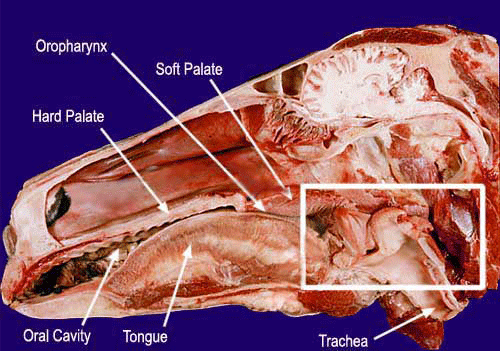 Oropharynx
Soft Palate
Hard Palate
Oral Cavity
Tongue
Trachea